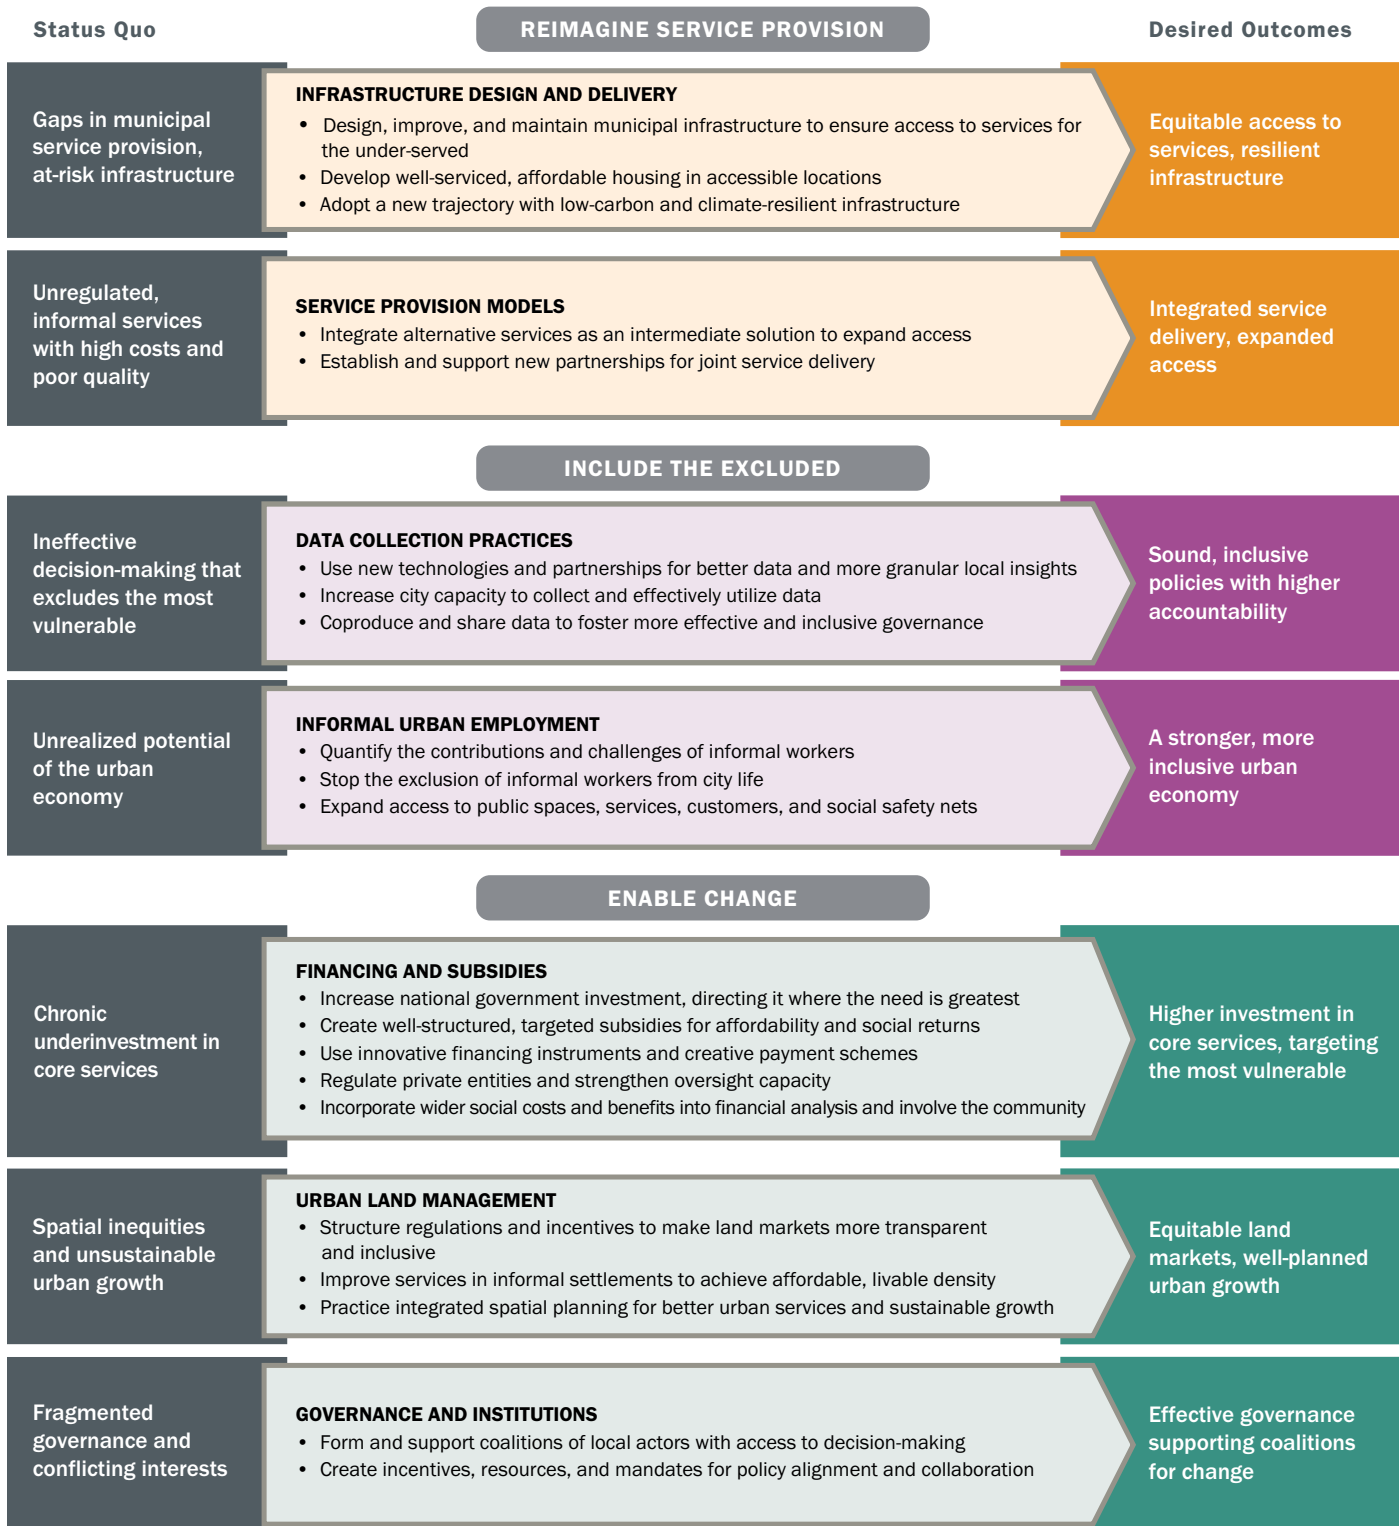 Status Quo
REIMAGINE SERVICE PROVISION
Desired Outcomes
Gaps in municipal
service provision,
at-risk infrastructure
INFRASTRUCTURE DESIGN AND DELIVERY
• Design, improve, and maintain municipal infrastructure to ensure access to services for
the under-served
• Develop well-serviced, affordable housing in accessible locations
• Adopt a new trajectory with low-carbon and climate-resilient infrastructure
Equitable access to
services, resilient
infrastructure
Unregulated,
informal services
with high costs and
poor quality
SERVICE PROVISION MODELS
• Integrate alternative services as an intermediate solution to expand access
• Establish and support new partnerships for joint service delivery
Integrated service
delivery, expanded
access
INCLUDE THE EXCLUDED
Ineffective
decision-making that
excludes the most
vulnerable
DATA COLLECTION PRACTICES
• Use new technologies and partnerships for better data and more granular local insights
• Increase city capacity to collect and effectively utilize data
• Coproduce and share data to foster more effective and inclusive governance
Sound, inclusive
policies with higher
accountability
Unrealized potential
of the urban
economy
INFORMAL URBAN EMPLOYMENT
• Quantify the contributions and challenges of informal workers
• Stop the exclusion of informal workers from city life
• Expand access to public spaces, services, customers, and social safety nets
A stronger, more
inclusive urban
economy
ENABLE CHANGE
Chronic
underinvestment in
core services
FINANCING AND SUBSIDIES
• Increase national government investment, directing it where the need is greatest
• Create well-structured, targeted subsidies for affordability and social returns
• Use innovative financing instruments and creative payment schemes
• Regulate private entities and strengthen oversight capacity
• Incorporate wider social costs and benefits into financial analysis and involve the community
Higher investment in
core services, targeting
the most vulnerable
Spatial inequities
and unsustainable
urban growth
URBAN LAND MANAGEMENT
• Structure regulations and incentives to make land markets more transparent
and inclusive
• Improve services in informal settlements to achieve affordable, livable density
• Practice integrated spatial planning for better urban services and sustainable growth
Equitable land
markets, well-planned
urban growth
Fragmented
governance and
conflicting interests
GOVERNANCE AND INSTITUTIONS
• Form and support coalitions of local actors with access to decision-making
• Create incentives, resources, and mandates for policy alignment and collaboration
Effective governance
supporting coalitions
for change